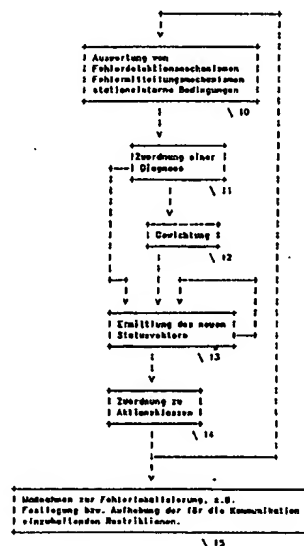 Auswertung von
Fehlerdetektionsmechanismen
Fehlermitteilungsmechanismen
stationsinterne Bedingungen
10
Zuordnung einer
Diagnose
11
Gewichtung
12
Ermittlung des neuen
Statusvektors
13
Zuordnung zu
Aktionsklassen
14
Maßnahmen zur Fehlerlokalisierung, z.B.
Festlegung bzw. Aufhebung der für die Kommunikation
einzuhaltenden Restriktionen.
15